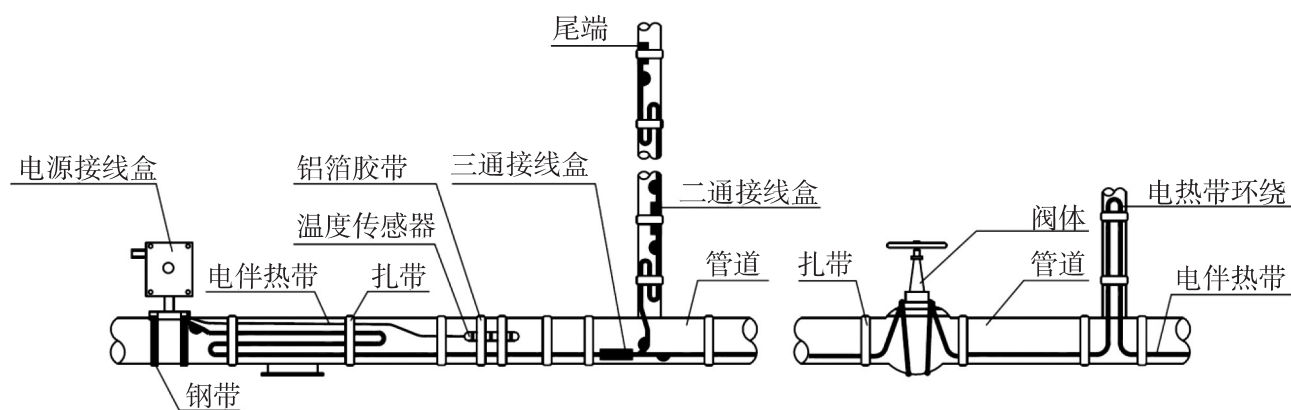 尾端
电源接线盒
铝箔胶带
三通接线盒
二通接线盒
电热带环绕
温度传感器
阀体
电伴热带
扎带
管道
扎带
管道
电伴热带
钢带